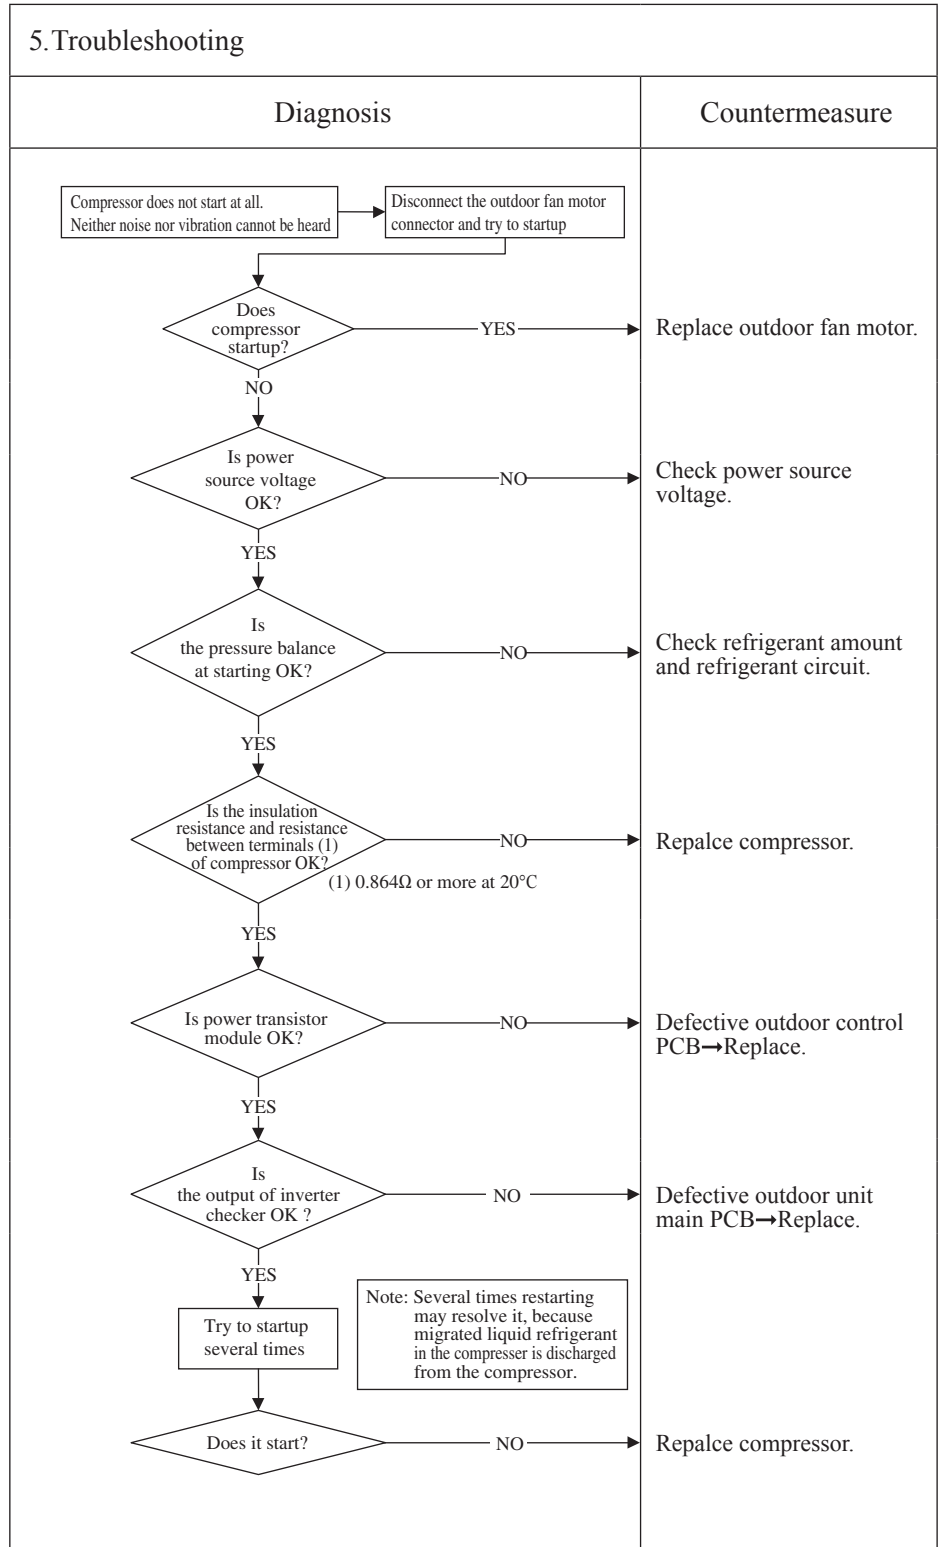 5.Troubleshooting
Diagnosis
Countermeasure
Compressor does not start at all.
Neither noise nor vibration cannot be heard
Disconnect the outdoor fan motor
connector and try to startup
Does
compressor
startup?
YES
Replace outdoor fan motor.
NO
Is power
source voltage
OK?
NO
Check power source
voltage.
YES
Is
the pressure balance
at starting OK?
NO
Check refrigerant amount
and refrigerant circuit.
YES
Is the insulation
resistance and resistance
between terminals (1)
of compressor OK?
NO
Repalce compressor.
(1) 0.864Ω or more at 20°C
YES
Is power transistor
module OK?
NO
Defective outdoor control
PCB→Replace.
YES
Is
the output of inverter
checker OK ?
NO
Defective outdoor unit
main PCB→Replace.
YES
Try to startup
several times
Note: Several times restarting
may resolve it, because
migrated liquid refrigerant
in the compresser is discharged
from the compressor.
Does it start?
NO
Repalce compressor.